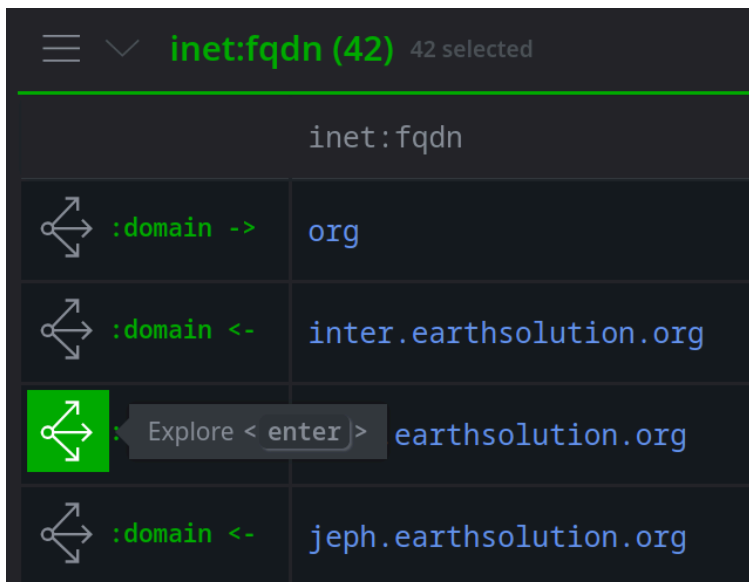 inet:fqdn (42) 42 selected
inet:fqdn
:domain -> org
:domain <- inter.earthsolution.org
: Explore <enter> .earthsolution.org
:domain <- jeph.earthsolution.org